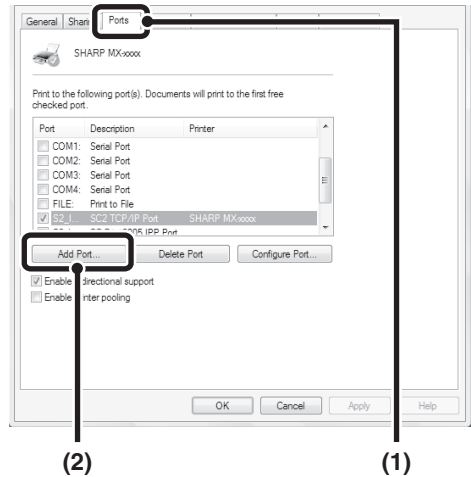 General Ports
SHARP MX-xxxx
Print to the following port(s). Documents will print to the first free
checked port.
Port Description Printer
COM1: Serial Port
COM2: Serial Port
COM3: Serial Port
COM4: Serial Port
FILE: Print to File
S2_I... SC2 TCP/IP Port SHARP MX-xxxx
Add Port... Delete Port Configure Port...
Enable support
Enable pooling
OK Cancel Apply Help
(2) (1)